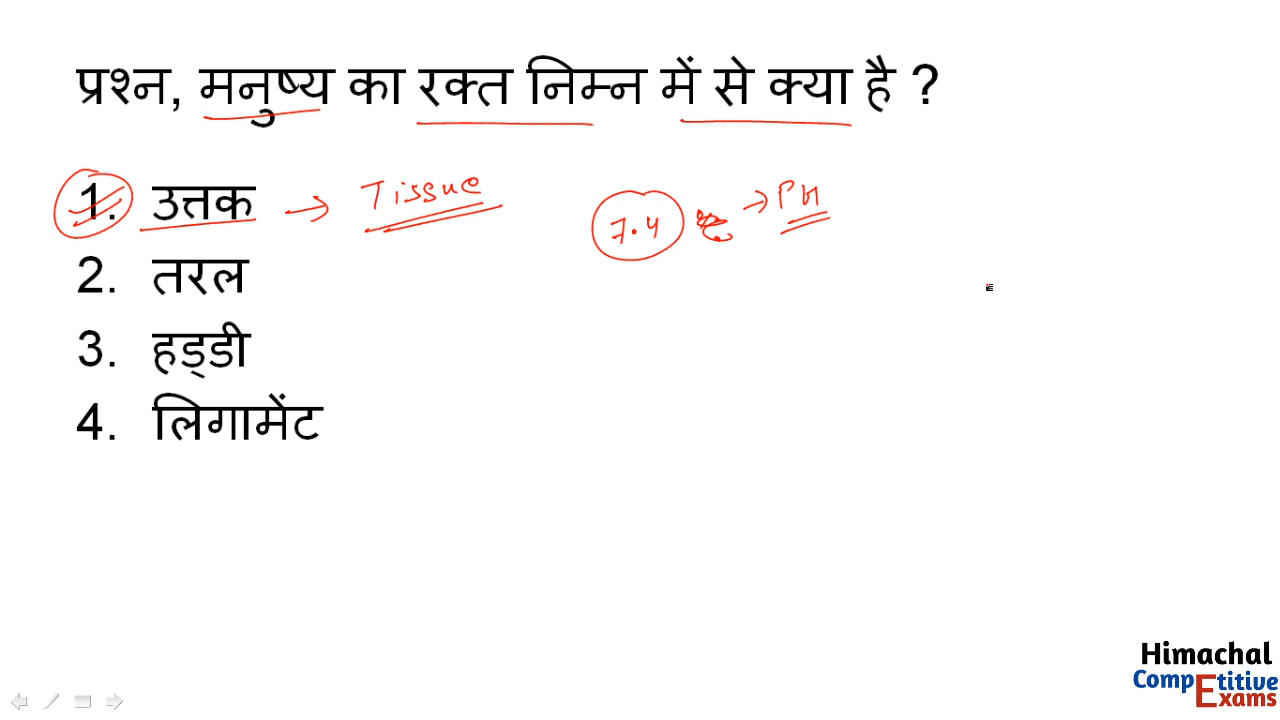 प्रश्न, मनुष्य का रक्त निम्न में से क्या है ?
1. उत्तक → Tissue 7.4 → PH
2. तरल
3. हड्डी
4. लिगामेंट
Himachal
CompEtitive
Exams